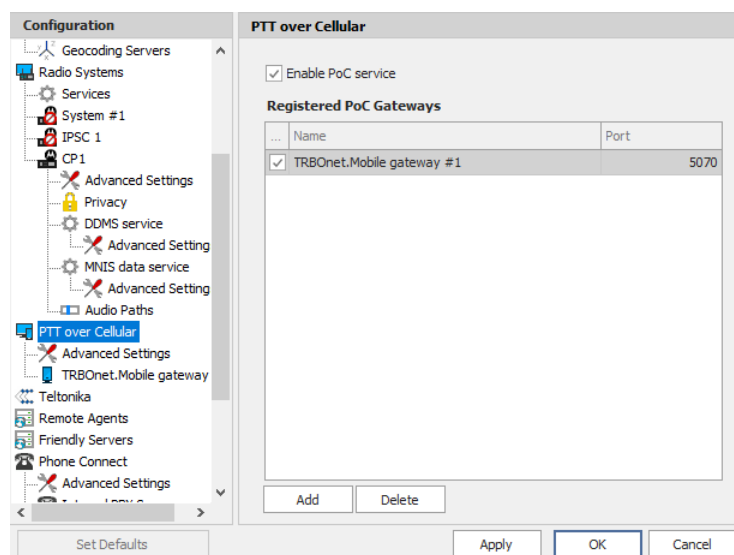 Configuration
Geocoding Servers
Radio Systems
Services
System #1
IPSC 1
CP1
Advanced Settings
Privacy
DDMS service
Advanced Setting
MNIS data service
Advanced Setting
Audio Paths
PTT over Cellular
Advanced Settings
TRBOnet.Mobile gateway
Teltonika
Remote Agents
Friendly Servers
Phone Connect
Advanced Settings
Set Defaults
PTT over Cellular
Enable PoC service
Registered PoC Gateways
... Name Port
TRBOnet.Mobile gateway #1 5070
Add Delete
Apply OK Cancel